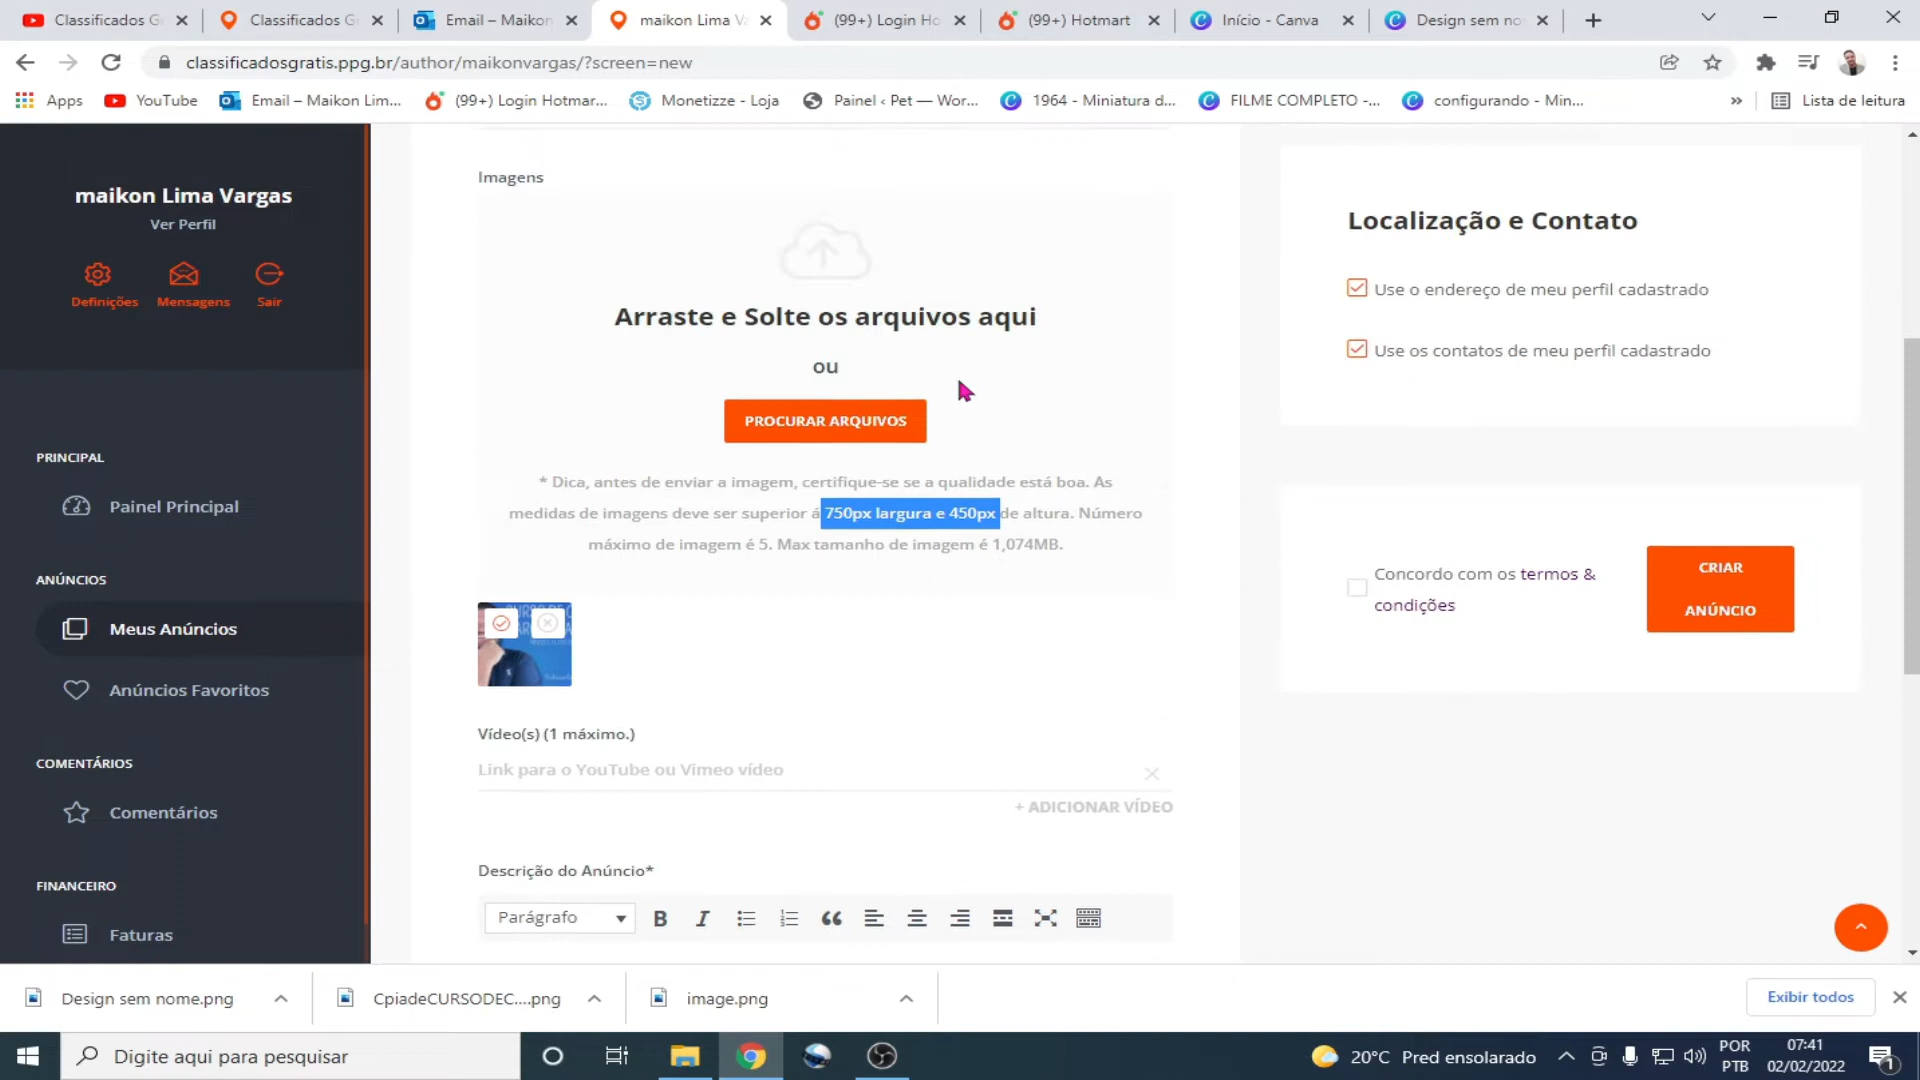 Classificados G
Classificados G
Email – Maikon
maikon Lima V
(99+) Login Ho
(99+) Hotmart
Início - Canva
Design sem no
classificadosgratis.ppg.br/author/maikonvargas/?screen=new
Apps
YouTube
Email – Maikon Lim...
(99+) Login Hotmar...
Monetizze - Loja
Painel ‹ Pet — Wor...
1964 - Miniatura d...
FILME COMPLETO -...
configurando - Min...
»
Lista de leitura
maikon Lima Vargas
Ver Perfil
Definições
Mensagens
Sair
PRINCIPAL
Painel Principal
ANÚNCIOS
Meus Anúncios
Anúncios Favoritos
COMENTÁRIOS
Comentários
FINANCEIRO
Faturas
Imagens
Arraste e Solte os arquivos aqui
ou
PROCURAR ARQUIVOS
* Dica, antes de enviar a imagem, certifique-se se a qualidade está boa. As
medidas de imagens deve ser superior á 750px largura e 450px de altura. Número
máximo de imagem é 5. Max tamanho de imagem é 1,074MB.
Vídeo(s) (1 máximo.)
Link para o YouTube ou Vimeo vídeo
+ ADICIONAR VÍDEO
Descrição do Anúncio*
Parágrafo
B
I
Localização e Contato
Use o endereço de meu perfil cadastrado
Use os contatos de meu perfil cadastrado
Concordo com os termos &
condições
CRIAR
ANÚNCIO
Design sem nome.png
CpiadeCURSODEC....png
image.png
Exibir todos
Digite aqui para pesquisar
20°C Pred ensolarado
POR
PTB
07:41
02/02/2022
1